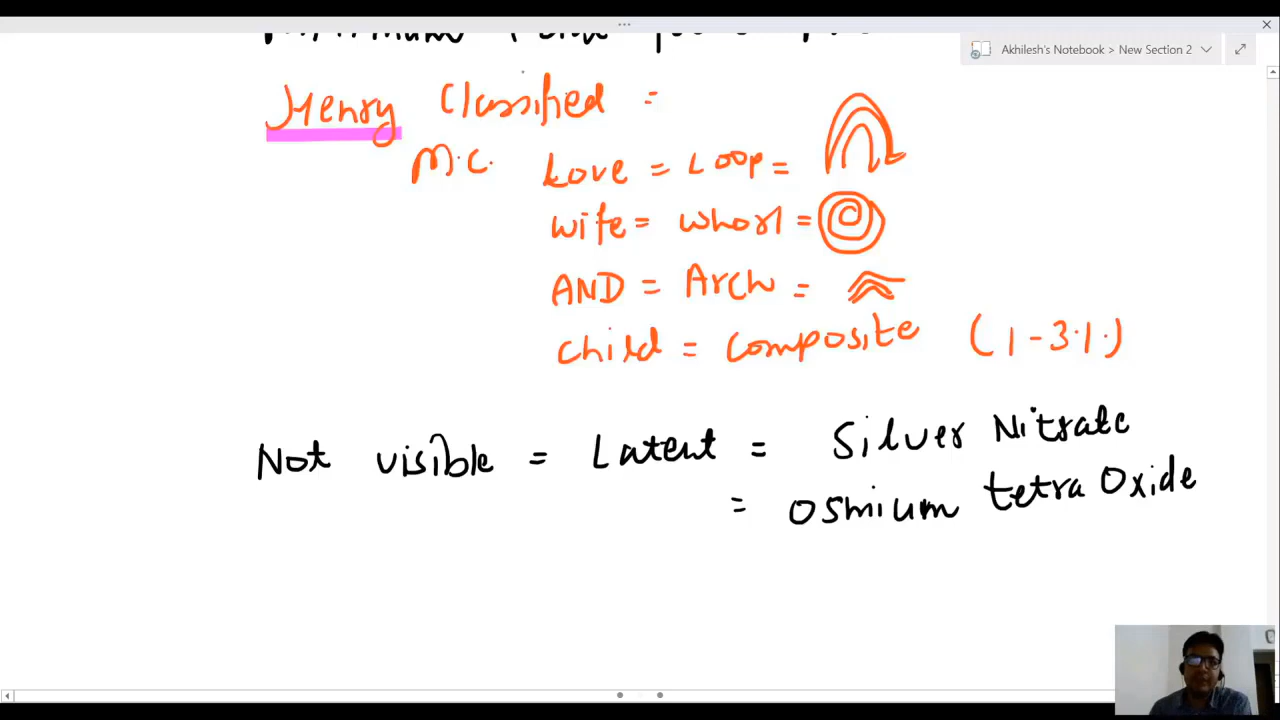 Akhilesh's Notebook > New Section 2
Henry Classified =
M.C. Love = Loop =
wife = whorl =
AND = Arch =
child = composite (1-3.1.)
Not visible = Latent = Silver Nitrate
= Osmium tetra Oxide